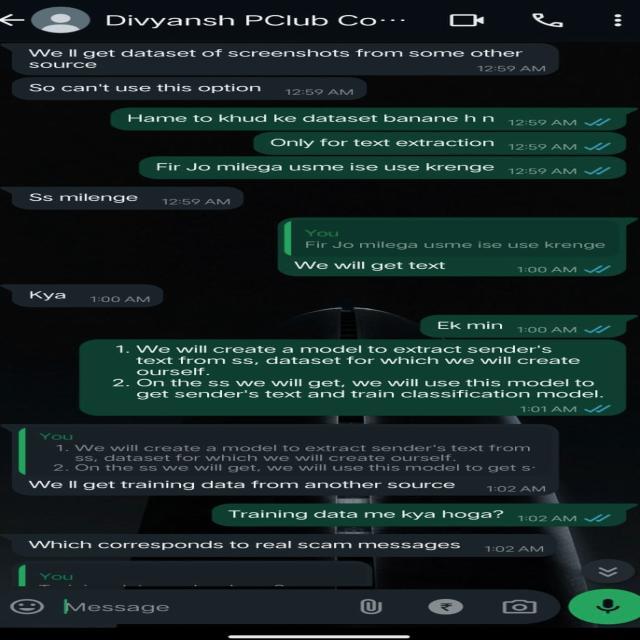 Divyansh PClub Co...
We ll get dataset of screenshots from some other
source
12:59 AM
So can't use this option 12:59 AM
Hame to khud ke dataset banane h n 12:59 AM
Only for text extraction 12:59 AM
Fir Jo milega usme ise use krenge 12:59 AM
Ss milenge 12:59 AM
You
Fir Jo milega usme ise use krenge
We will get text 1:00 AM
Kya 1:00 AM
Ek min 1:00 AM
1. We will create a model to extract sender's
text from ss, dataset for which we will create
ourself.
2. On the ss we will get, we will use this model to
get sender's text and train classification model.
1:01 AM
You
1. We will create a model to extract sender's text from
ss, dataset for which we will create ourself.
2. On the ss we will get, we will use this model to get s·
We ll get training data from another source 1:02 AM
Training data me kya hoga? 1:02 AM
Which corresponds to real scam messages 1:02 AM
You
Message
₹